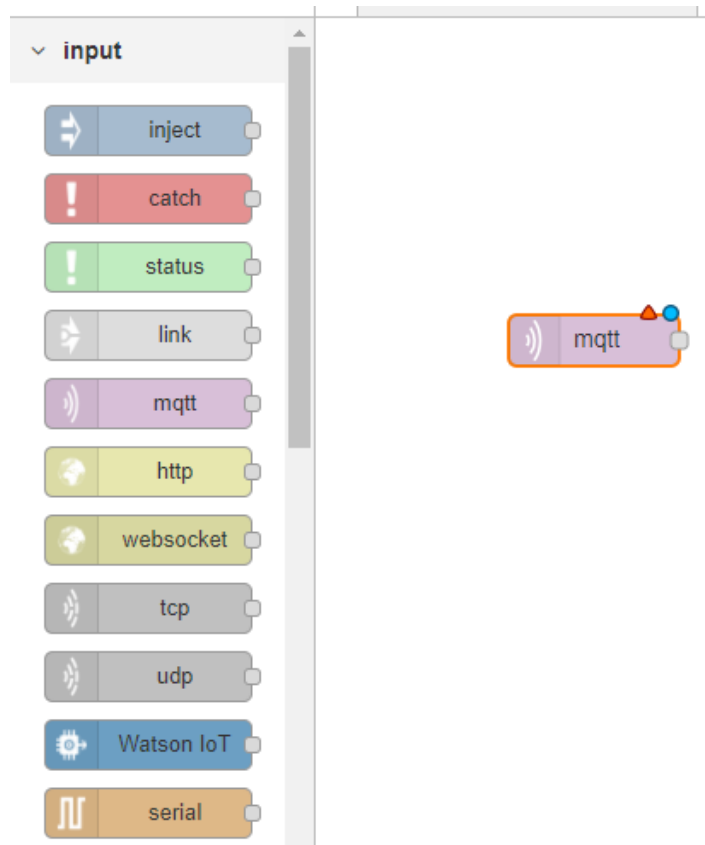 input
inject
catch
status
link
mqtt
mqtt
http
websocket
tcp
udp
Watson IoT
serial